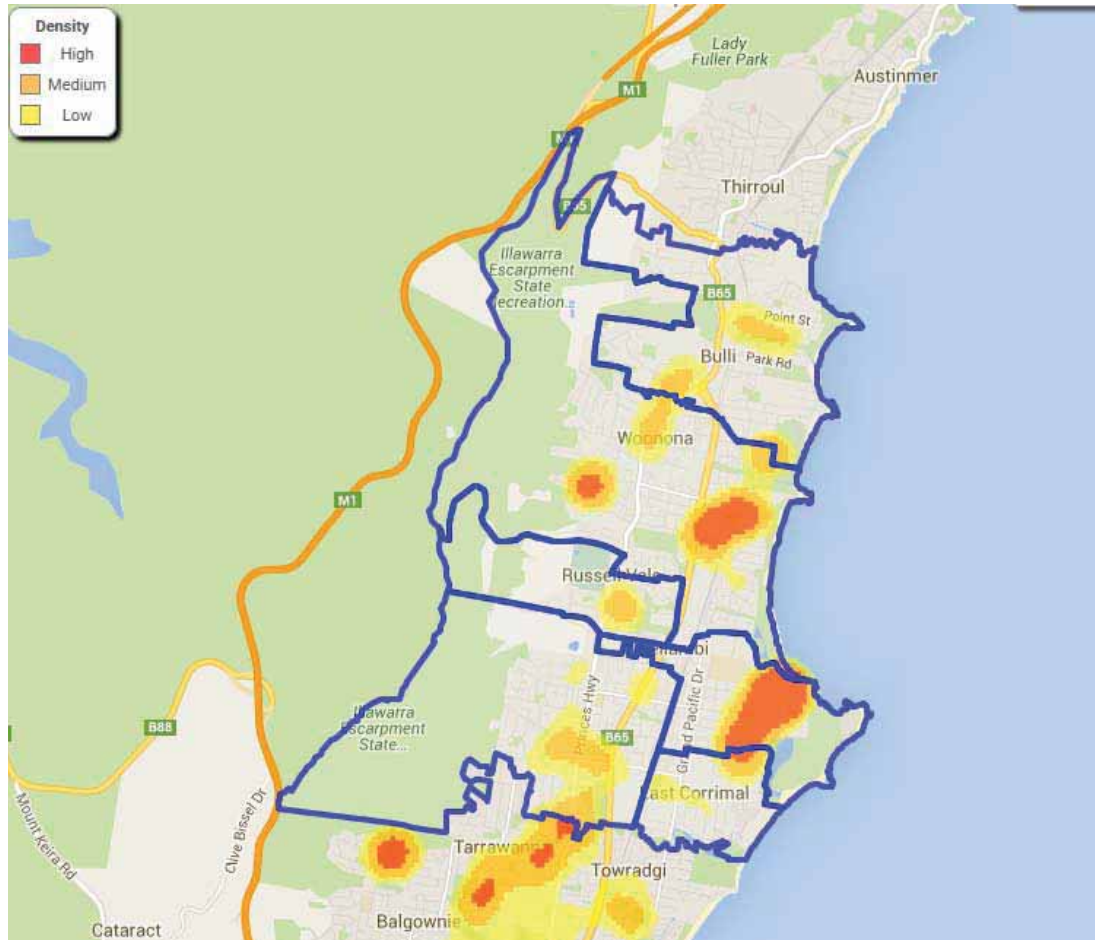 Density
High
Medium
Low
Lady
Fuller Park
Austinmer
M1
Thirroul
Illawarra
Escarpment
State
B65
Point St
Bulli
Park Rd
Woonona
M1
Russell Vale
Princes Hwy
Grand Pacific Dr
B88
Illawarra
Escarpment
State...
B65
East Corrimal
Mount Keira Rd
Clive Bissel Dr
Tarrawanna
Towradgi
Balgownie
Cataract